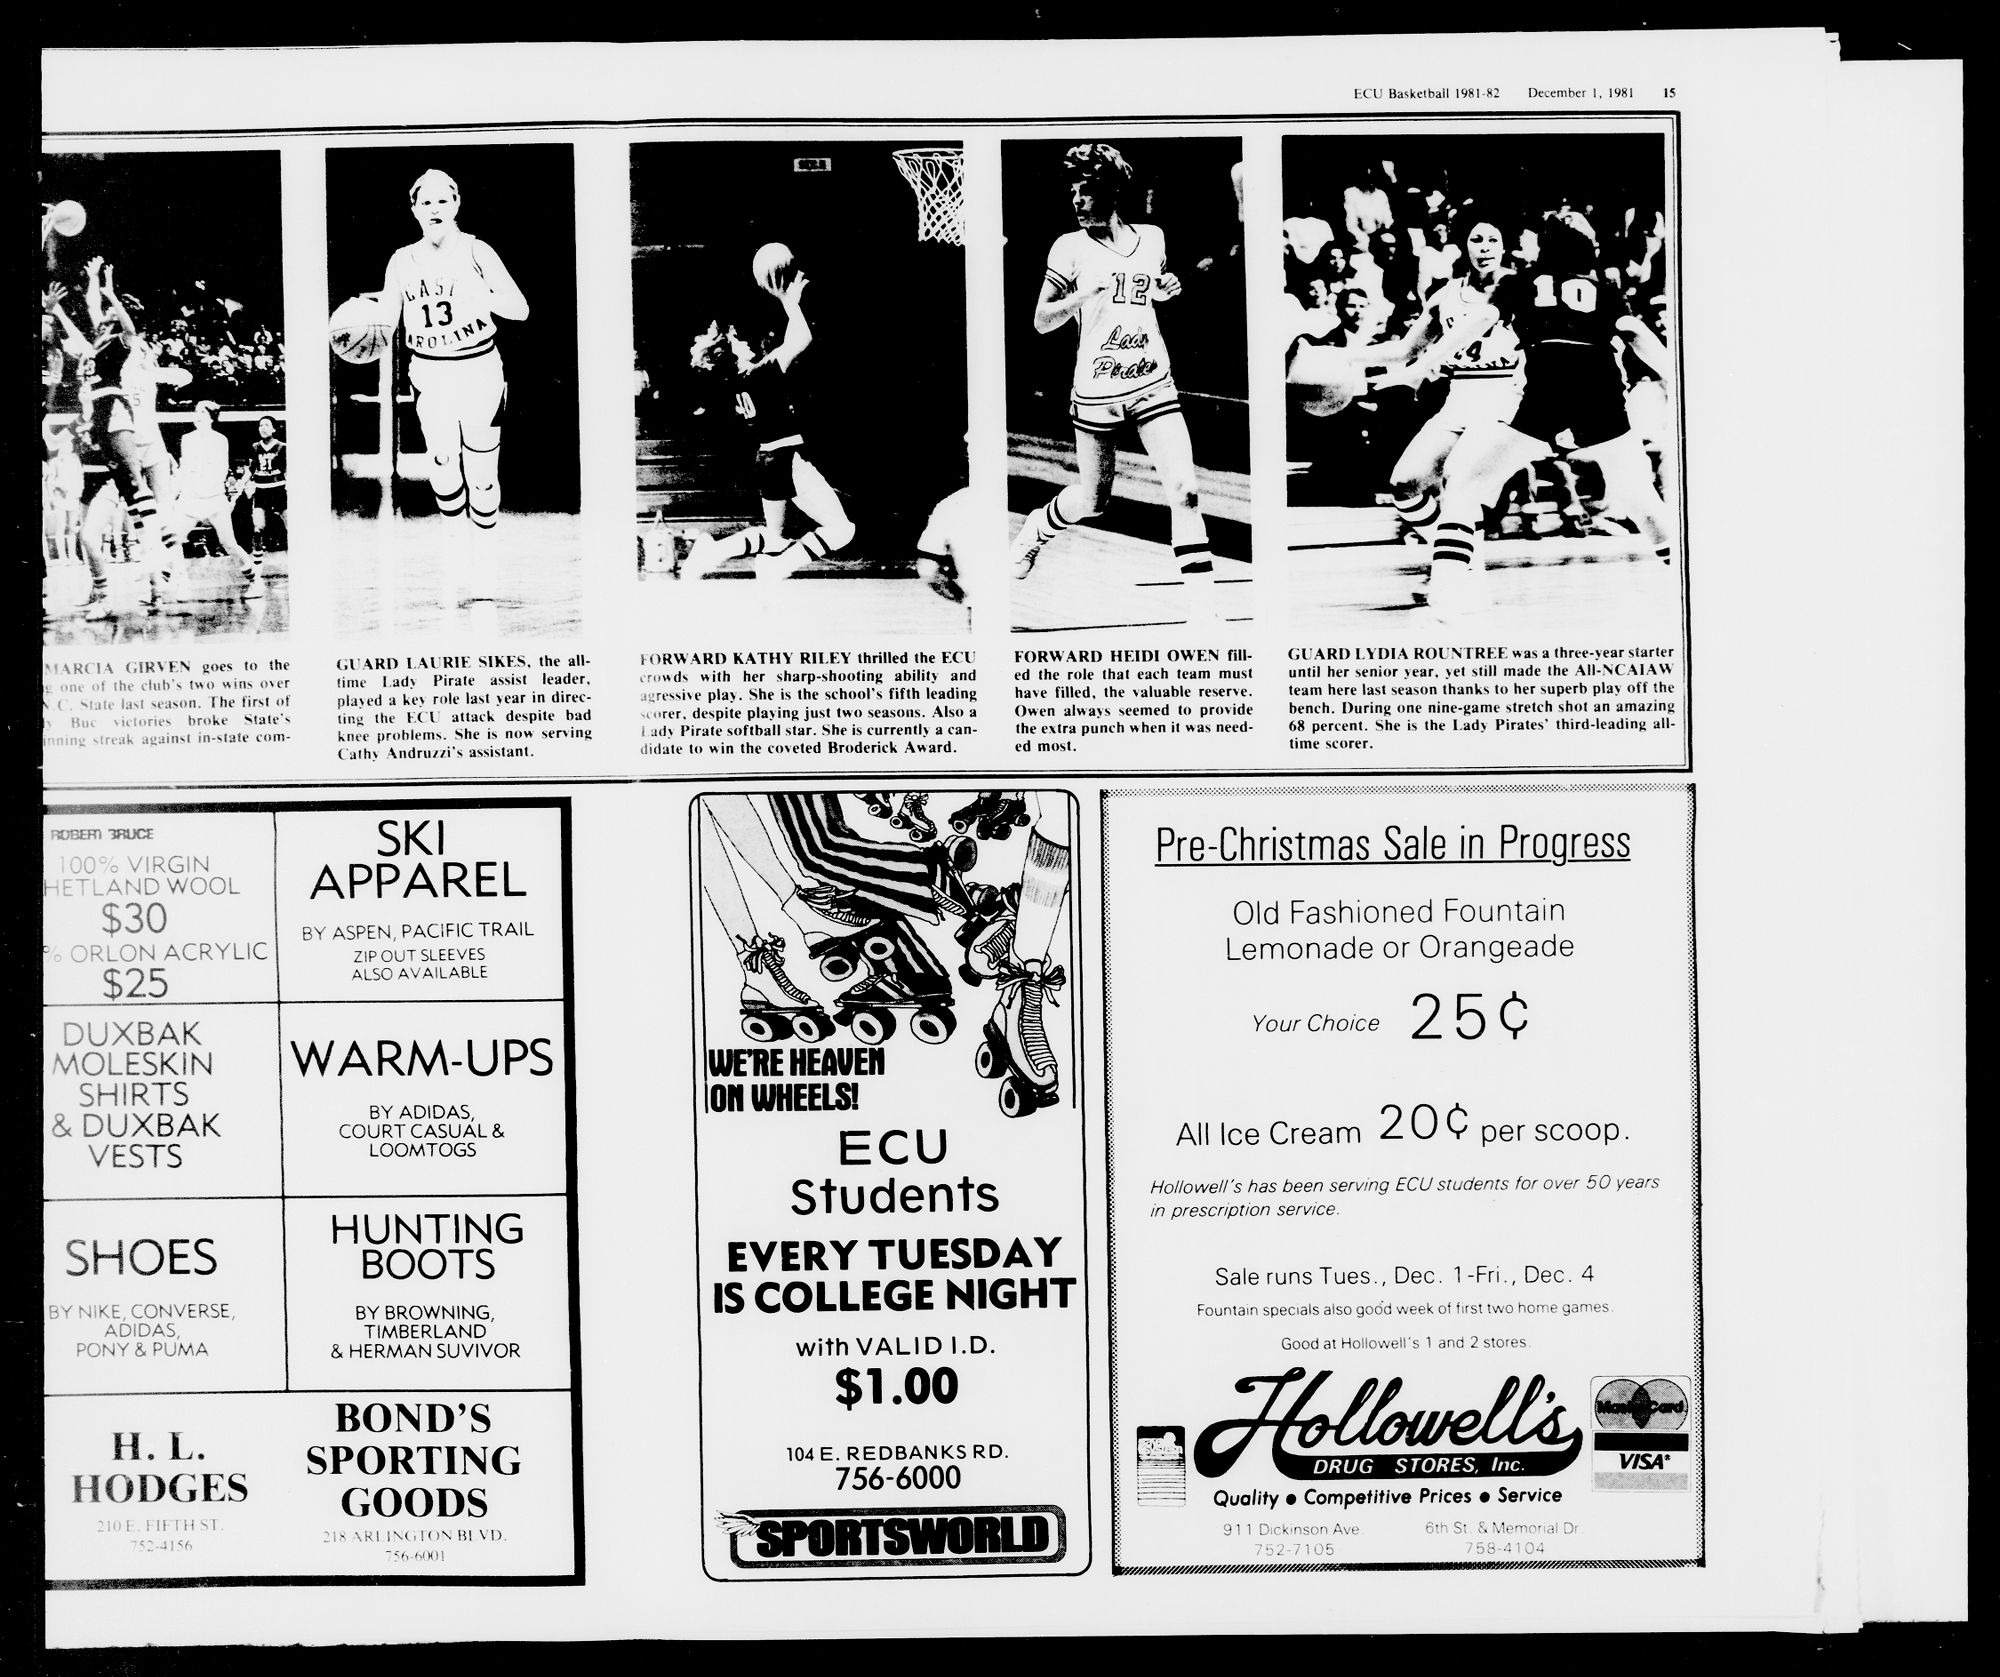 ECU Basketball 1981-82 December 1, 1981 15
EAST
13
AROLINA
12
Lady
Pirates
10
MARCIA GIRVEN goes to the
one of the club's two wins over
N.C. State last season. The first of
Buc victories broke State's
streak against in-state com-
GUARD LAURIE SIKES, the all-
time Lady Pirate assist leader,
played a key role last year in direc-
ting the ECU attack despite bad
knee problems. She is now serving
Cathy Andruzzi's assistant.
FORWARD KATHY RILEY thrilled the ECU
crowds with her sharp-shooting ability and
agressive play. She is the school's fifth leading
scorer, despite playing just two seasons. Also a
Lady Pirate softball star. She is currently a can-
didate to win the coveted Broderick Award.
FORWARD HEIDI OWEN fill-
ed the role that each team must
have filled, the valuable reserve.
Owen always seemed to provide
the extra punch when it was need-
ed most.
GUARD LYDIA ROUNTREE was a three-year starter
until her senior year, yet still made the All-NCAIAW
team here last season thanks to her superb play off the
bench. During one nine-game stretch shot an amazing
68 percent. She is the Lady Pirates' third-leading all-
time scorer.
ROBERT BRUCE
100% VIRGIN
HETLAND WOOL
$30
% ORLON ACRYLIC
$25
SKI
APPAREL
BY ASPEN, PACIFIC TRAIL
ZIP OUT SLEEVES
ALSO AVAILABLE
DUXBAK
MOLESKIN
SHIRTS
& DUXBAK
VESTS
WARM-UPS
BY ADIDAS,
COURT CASUAL &
LOOMTOGS
SHOES
BY NIKE, CONVERSE,
ADIDAS,
PONY & PUMA
HUNTING
BOOTS
BY BROWNING,
TIMBERLAND
& HERMAN SUVIVOR
H. L.
HODGES
210 E. FIFTH ST.
752-4156
BOND'S
SPORTING
GOODS
218 ARLINGTON BLVD.
756-6001
WE'RE HEAVEN
ON WHEELS!
ECU
Students
EVERY TUESDAY
IS COLLEGE NIGHT
with VALID I.D.
$1.00
104 E. REDBANKS RD.
756-6000
SPORTSWORLD
Pre-Christmas Sale in Progress
Old Fashioned Fountain
Lemonade or Orangeade
Your Choice 25¢
All Ice Cream 20¢ per scoop.
Hollowell's has been serving ECU students for over 50 years
in prescription service.
Sale runs Tues., Dec. 1-Fri., Dec. 4
Fountain specials also good week of first two home games.
Good at Hollowell's 1 and 2 stores.
Hollowell's
DRUG STORES, Inc.
MasterCard
VISA
Quality • Competitive Prices • Service
911 Dickinson Ave.
752-7105
6th St. & Memorial Dr.
758-4104